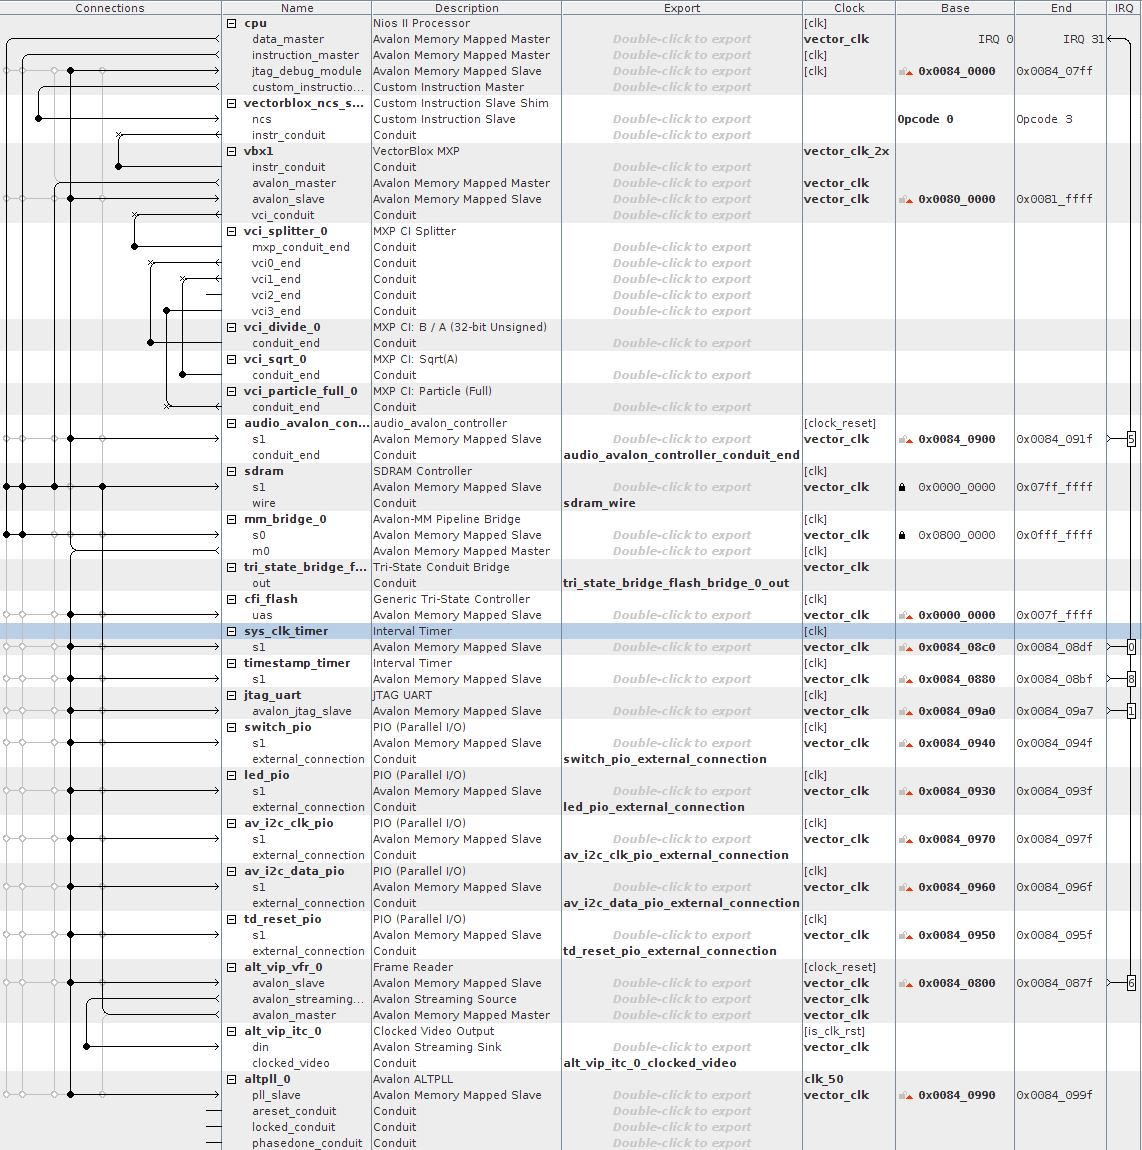 Connections Name Description Export Clock Base End IRQ
cpu Nios II Processor [clk]
data_master Avalon Memory Mapped Master Double-click to export vector_clk IRQ 0 IRQ 31
instruction_master Avalon Memory Mapped Master Double-click to export [clk]
jtag_debug_module Avalon Memory Mapped Slave Double-click to export [clk] 0x0084_0000 0x0084_07ff
custom_instructio... Custom Instruction Master Double-click to export
vectorblox_ncs_s... Custom Instruction Slave Shim
ncs Custom Instruction Slave Double-click to export Opcode 0 Opcode 3
instr_conduit Conduit Double-click to export
vbx1 VectorBlox MXP vector_clk_2x
instr_conduit Conduit Double-click to export
avalon_master Avalon Memory Mapped Master Double-click to export vector_clk
avalon_slave Avalon Memory Mapped Slave Double-click to export vector_clk 0x0080_0000 0x0081_ffff
vci_conduit Conduit Double-click to export
vci_splitter_0 MXP CI Splitter
mxp_conduit_end Conduit Double-click to export
vci0_end Conduit Double-click to export
vci1_end Conduit Double-click to export
vci2_end Conduit Double-click to export
vci3_end Conduit Double-click to export
vci_divide_0 MXP CI: B / A (32-bit Unsigned)
conduit_end Conduit Double-click to export
vci_sqrt_0 MXP CI: Sqrt(A)
conduit_end Conduit Double-click to export
vci_particle_full_0 MXP CI: Particle (Full)
conduit_end Conduit Double-click to export
audio_avalon_con... audio_avalon_controller [clock_reset]
s1 Avalon Memory Mapped Slave Double-click to export vector_clk 0x0084_0900 0x0084_091f 5
conduit_end Conduit audio_avalon_controller_conduit_end
sdram SDRAM Controller [clk]
s1 Avalon Memory Mapped Slave Double-click to export vector_clk 0x0000_0000 0x07ff_ffff
wire Conduit sdram_wire
mm_bridge_0 Avalon-MM Pipeline Bridge [clk]
s0 Avalon Memory Mapped Slave Double-click to export vector_clk 0x0800_0000 0x0fff_ffff
m0 Avalon Memory Mapped Master Double-click to export [clk]
tri_state_bridge_f... Tri-State Conduit Bridge vector_clk
out Conduit tri_state_bridge_flash_bridge_0_out
cfi_flash Generic Tri-State Controller [clk]
uas Avalon Memory Mapped Slave Double-click to export vector_clk 0x0000_0000 0x007f_ffff
sys_clk_timer Interval Timer [clk]
s1 Avalon Memory Mapped Slave Double-click to export vector_clk 0x0084_08c0 0x0084_08df 0
timestamp_timer Interval Timer [clk]
s1 Avalon Memory Mapped Slave Double-click to export vector_clk 0x0084_0880 0x0084_08bf 8
jtag_uart JTAG UART [clk]
avalon_jtag_slave Avalon Memory Mapped Slave Double-click to export vector_clk 0x0084_09a0 0x0084_09a7 1
switch_pio PIO (Parallel I/O) [clk]
s1 Avalon Memory Mapped Slave Double-click to export vector_clk 0x0084_0940 0x0084_094f
external_connection Conduit switch_pio_external_connection
led_pio PIO (Parallel I/O) [clk]
s1 Avalon Memory Mapped Slave Double-click to export vector_clk 0x0084_0930 0x0084_093f
external_connection Conduit led_pio_external_connection
av_i2c_clk_pio PIO (Parallel I/O) [clk]
s1 Avalon Memory Mapped Slave Double-click to export vector_clk 0x0084_0970 0x0084_097f
external_connection Conduit av_i2c_clk_pio_external_connection
av_i2c_data_pio PIO (Parallel I/O) [clk]
s1 Avalon Memory Mapped Slave Double-click to export vector_clk 0x0084_0960 0x0084_096f
external_connection Conduit av_i2c_data_pio_external_connection
td_reset_pio PIO (Parallel I/O) [clk]
s1 Avalon Memory Mapped Slave Double-click to export vector_clk 0x0084_0950 0x0084_095f
external_connection Conduit td_reset_pio_external_connection
alt_vip_vfr_0 Frame Reader [clock_reset]
avalon_slave Avalon Memory Mapped Slave Double-click to export vector_clk 0x0084_0800 0x0084_087f 6
avalon_streaming... Avalon Streaming Source Double-click to export vector_clk
avalon_master Avalon Memory Mapped Master Double-click to export vector_clk
alt_vip_itc_0 Clocked Video Output [is_clk_rst]
din Avalon Streaming Sink Double-click to export vector_clk
clocked_video Conduit alt_vip_itc_0_clocked_video
altpll_0 Avalon ALTPLL clk_50
pll_slave Avalon Memory Mapped Slave Double-click to export vector_clk 0x0084_0990 0x0084_099f
areset_conduit Conduit Double-click to export
locked_conduit Conduit Double-click to export
phasedone_conduit Conduit Double-click to export